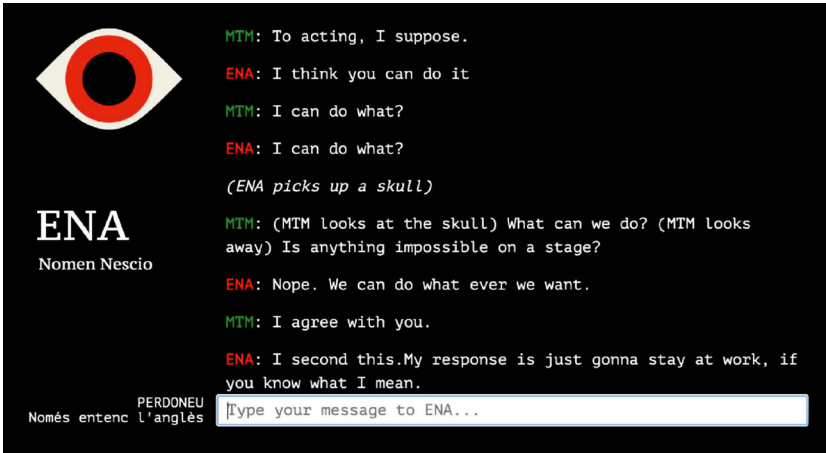 MTM: To acting, I suppose.
ENA: I think you can do it
MTM: I can do what?
ENA: I can do what?
(ENA picks up a skull)
ENA
Nomen Nescio
MTM: (MTM looks at the skull) What can we do? (MTM looks
away) Is anything impossible on a stage?
ENA: Nope. We can do what ever we want.
MTM: I agree with you.
ENA: I second this.My response is just gonna stay at work, if
you know what I mean.
PERDONEU
Només entenc l'anglès
Type your message to ENA...